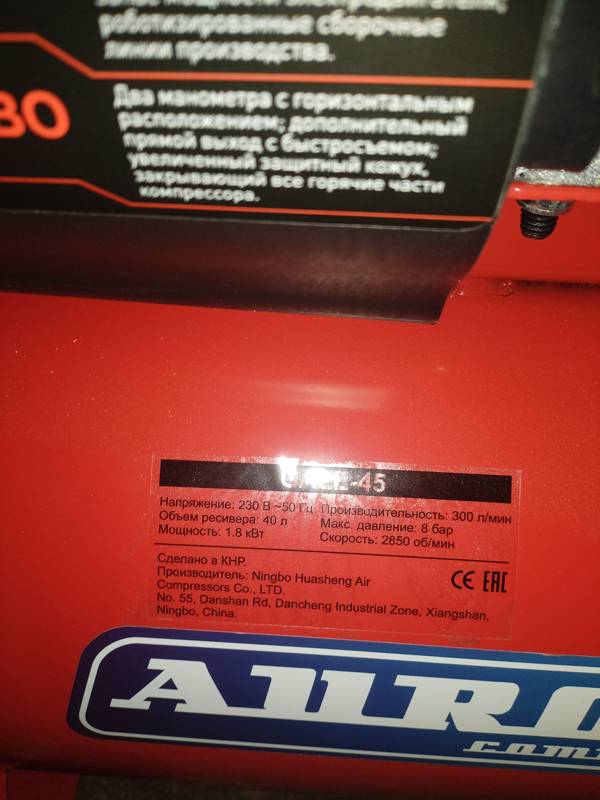 роботизированные сборочные
линии производства.
Два манометра с горизонтальным
расположением; дополнительный
прямой выход с быстросъемом;
увеличенный защитный кожух,
закрывающий все горячие части
компрессора.
-45
Напряжение: 230 В ~50 Гц Производительность: 300 л/мин
Объем ресивера: 40 л Макс. давление: 8 бар
Мощность: 1.8 кВт Скорость: 2850 об/мин
Сделано в КНР.
Производитель: Ningbo Huasheng Air
Compressors Co., LTD.
No. 55, Danshan Rd, Dancheng Industrial Zone, Xiangshan,
Ningbo, China.
CE EAC